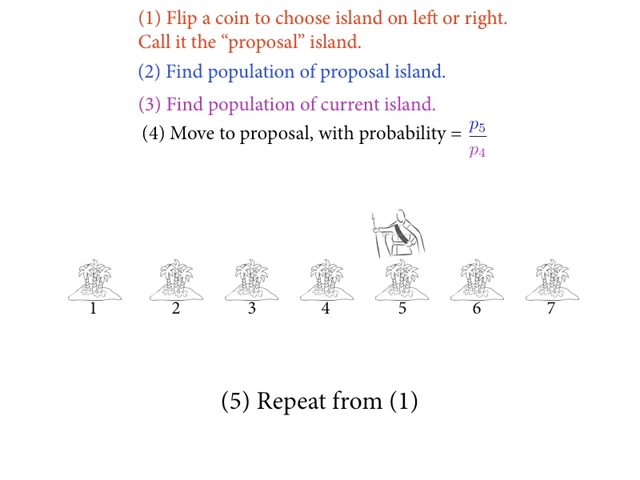 (1) Flip a coin to choose island on left or right.
Call it the “proposal” island.
(2) Find population of proposal island.
(3) Find population of current island.
(4) Move to proposal, with probability = p5/p4
1 2 3 4 5 6 7
(5) Repeat from (1)